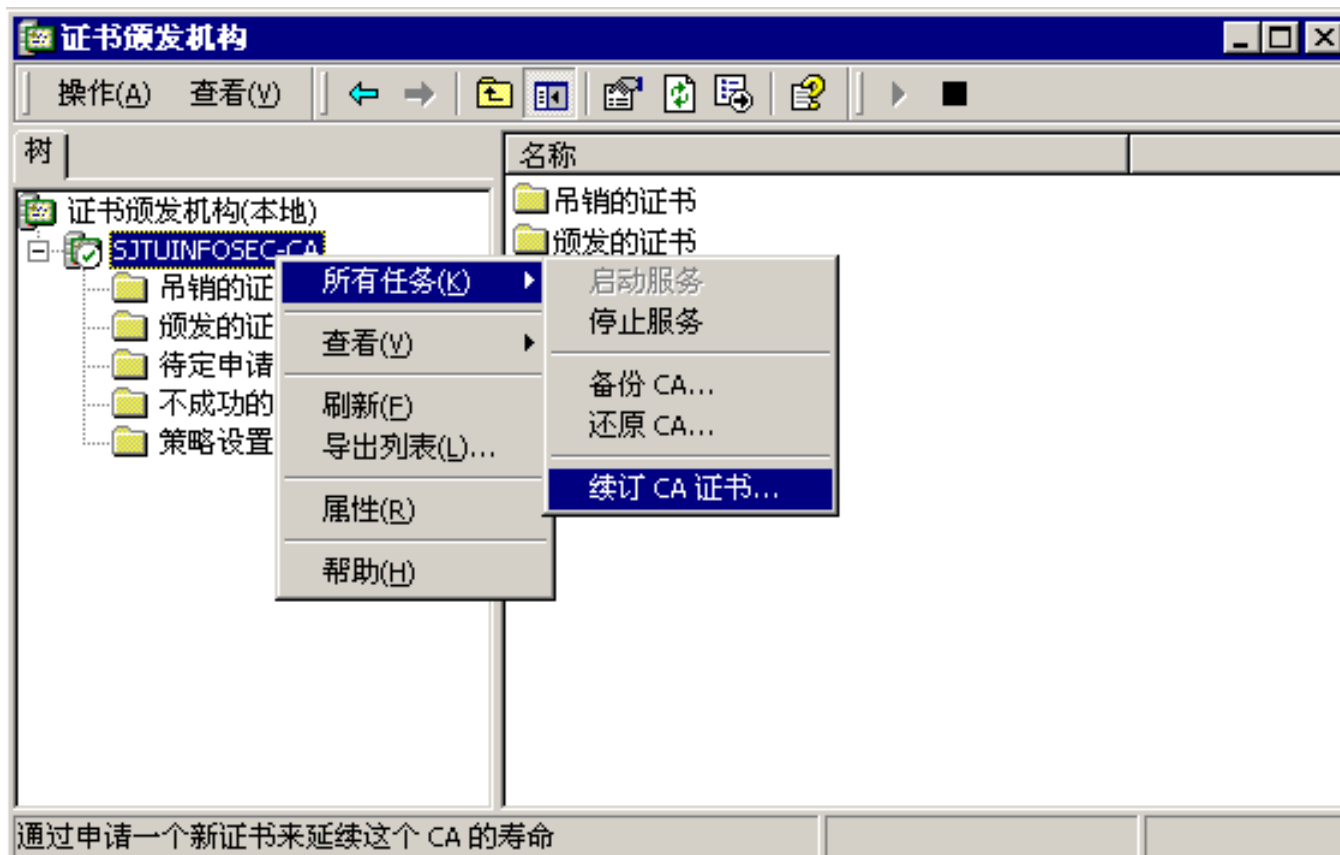 证书颁发机构
操作(A) 查看(V)
树
名称
证书颁发机构(本地)
SJTUINFOSEC-CA
吊销的证
颁发的证
待定申请
不成功的
策略设置
吊销的证书
颁发的证书
所有任务(K)
查看(V)
刷新(F)
导出列表(L)...
属性(R)
帮助(H)
启动服务
停止服务
备份 CA...
还原 CA...
续订 CA 证书...
通过申请一个新证书来延续这个 CA 的寿命